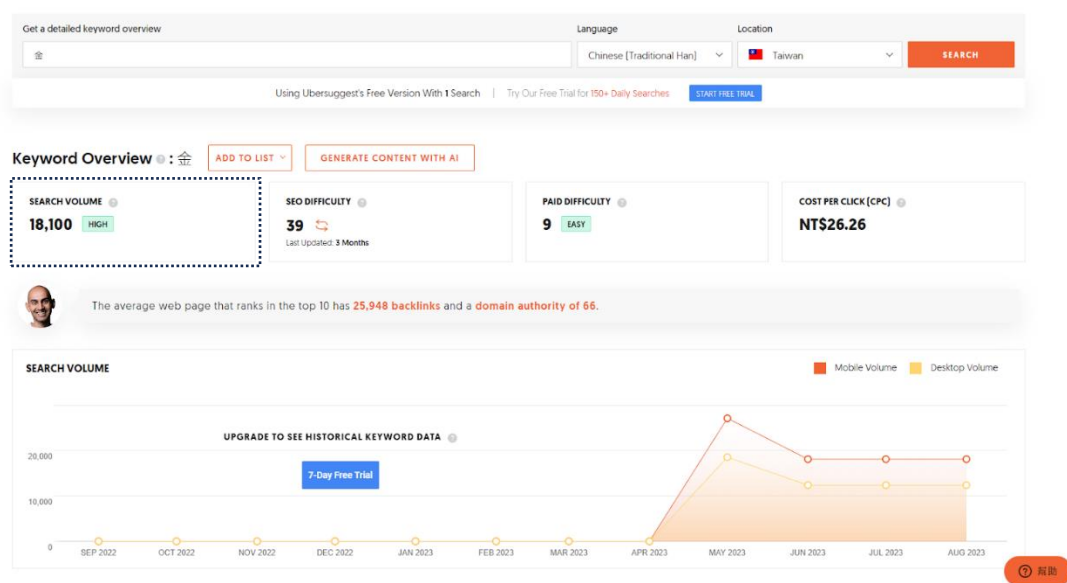 Get a detailed keyword overview
Language
Location
金
Chinese (Traditional Han)
Taiwan
SEARCH
Using Ubersuggest's Free Version With 1 Search | Try Our Free Trial for 150+ Daily Searches
START FREE TRIAL
Keyword Overview : 金
ADD TO LIST
GENERATE CONTENT WITH AI
SEARCH VOLUME
18,100 HIGH
SEO DIFFICULTY
39
Last Updated: 3 Months
PAID DIFFICULTY
9 EASY
COST PER CLICK (CPC)
NT$26.26
The average web page that ranks in the top 10 has 25,948 backlinks and a domain authority of 66.
SEARCH VOLUME
Mobile Volume
Desktop Volume
UPGRADE TO SEE HISTORICAL KEYWORD DATA
7-Day Free Trial
20,000
10,000
0
SEP 2022 OCT 2022 NOV 2022 DEC 2022 JAN 2023 FEB 2023 MAR 2023 APR 2023 MAY 2023 JUN 2023 JUL 2023 AUG 2023
幫助